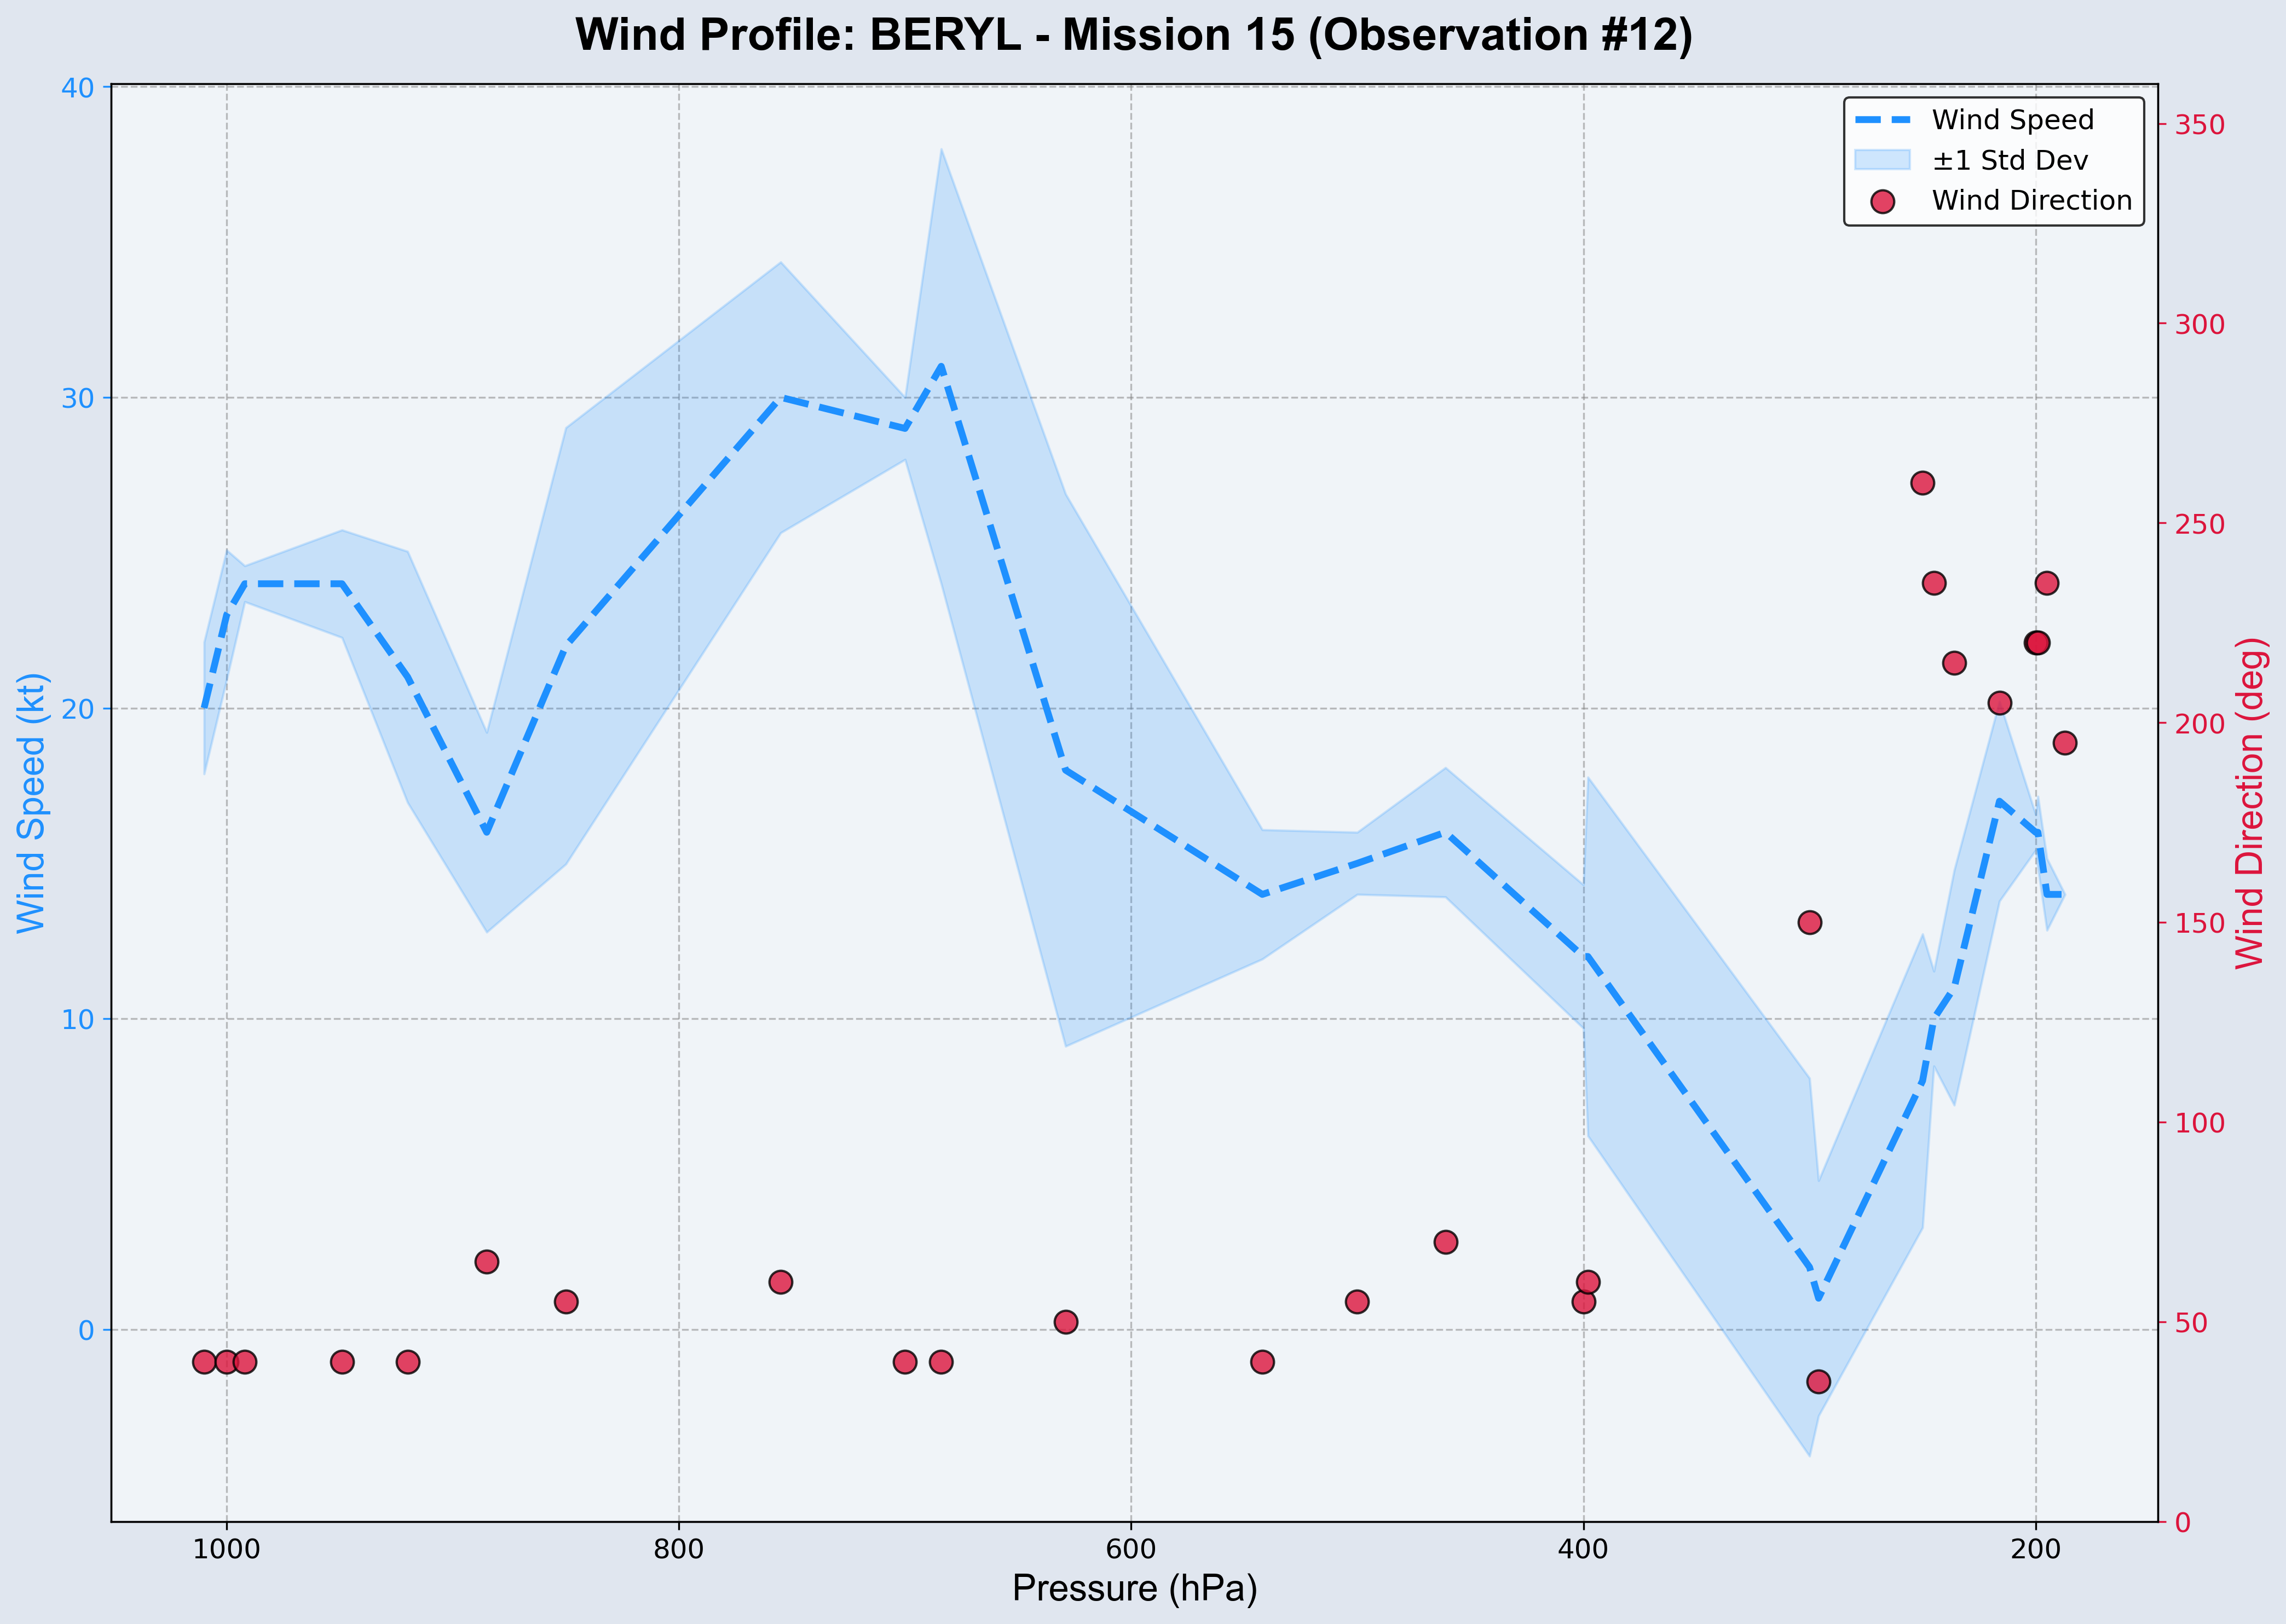 Wind Profile: BERYL - Mission 15 (Observation #12)
Wind Speed
±1 Std Dev
Wind Direction
Wind Speed (kt)
40
30
20
10
0
350
300
250
200
150
100
50
0
Wind Direction (deg)
1000 800 600 400 200
Pressure (hPa)